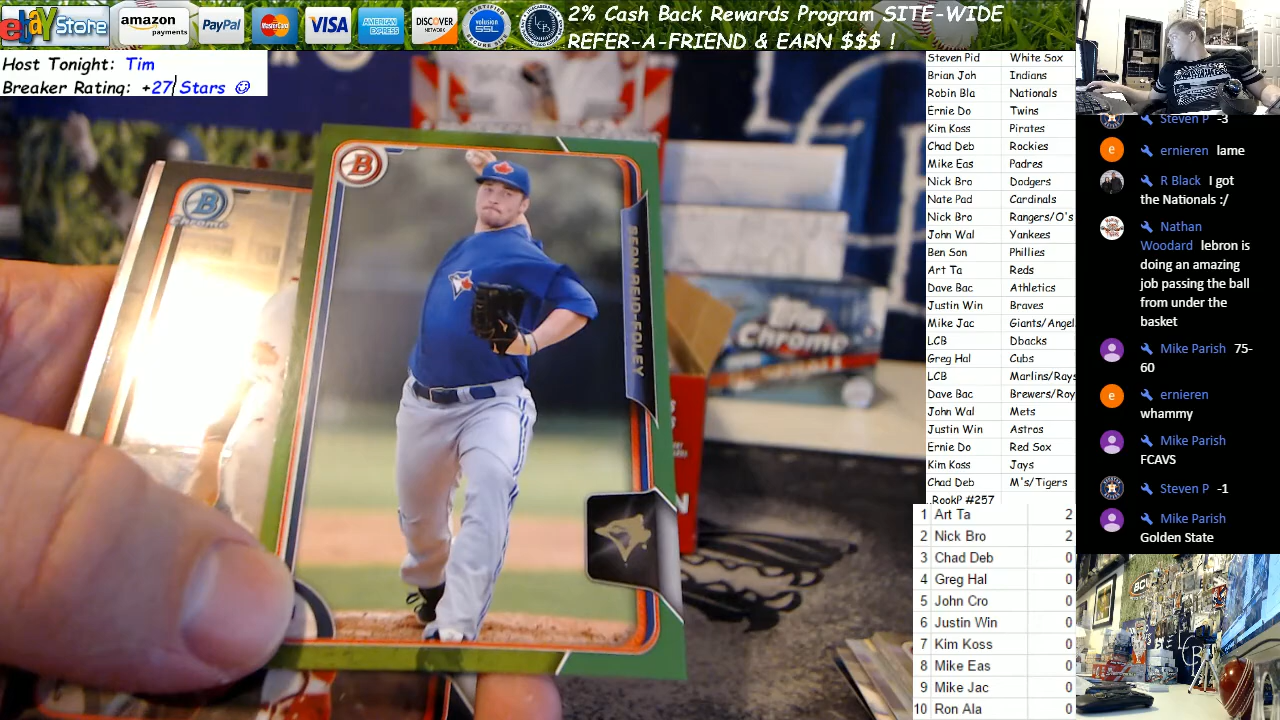 ebay Store
amazon
payments
PayPal
MasterCard
VISA
AMERICAN
EXPRESS
DISCOVER
NETWORK
volusion
SSL
LCB
2% Cash Back Rewards Program SITE-WIDE
REFER-A-FRIEND & EARN $$$ !
Host Tonight: Tim
Breaker Rating: +27 Stars
B
B
Chrome
SEAN REID-FOLEY
Topps
Chrome
Steven Pid White Sox
Brian Joh Indians
Robin Bla Nationals
Ernie Do Twins
Kim Koss Pirates
Chad Deb Rockies
Mike Eas Padres
Nick Bro Dodgers
Nate Pad Cardinals
Nick Bro Rangers/O's
John Wal Yankees
Ben Son Phillies
Art Ta Reds
Dave Bac Athletics
Justin Win Braves
Mike Jac Giants/Angel
LCB Dbacks
Greg Hal Cubs
LCB Marlins/Rays
Dave Bac Brewers/Roy
John Wal Mets
Justin Win Astros
Ernie Do Red Sox
Kim Koss Jays
Chad Deb M's/Tigers
RookP #257
1 Art Ta 2
2 Nick Bro 2
3 Chad Deb 0
4 Greg Hal 0
5 John Cro 0
6 Justin Win 0
7 Kim Koss 0
8 Mike Eas 0
9 Mike Jac 0
10 Ron Ala 0
Steven P -3
e ernieren lame
R Black I got
the Nationals :/
Nathan
Woodard lebron is
doing an amazing
job passing the ball
from under the
basket
Mike Parish 75-
60
e ernieren
whammy
Mike Parish
FCAVS
Steven P -1
Mike Parish
Golden State